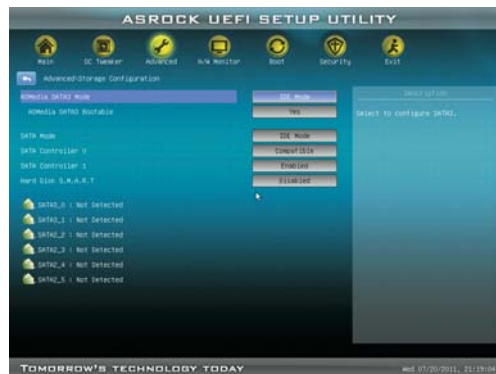 ASROCK UEFI SETUP UTILITY
Main OC Tweaker Advanced H/W Monitor Boot Security Exit
Advanced\Storage Configuration
Description
ASMedia SATA3 Mode IDE Mode
Select to configure SATA3.
ASMedia SATA3 Bootable Yes
SATA Mode IDE Mode
SATA Controller 0 Compatible
SATA Controller 1 Enabled
Hard Disk S.M.A.R.T Disabled
: Not Detected
: Not Detected
SATA2_2 : Not Detected
SATA2_3 : Not Detected
SATA2_4 : Not Detected
SATA2_5 : Not Detected
TOMORROW'S TECHNOLOGY TODAY
Wed 07/20/2011, 21:19:04